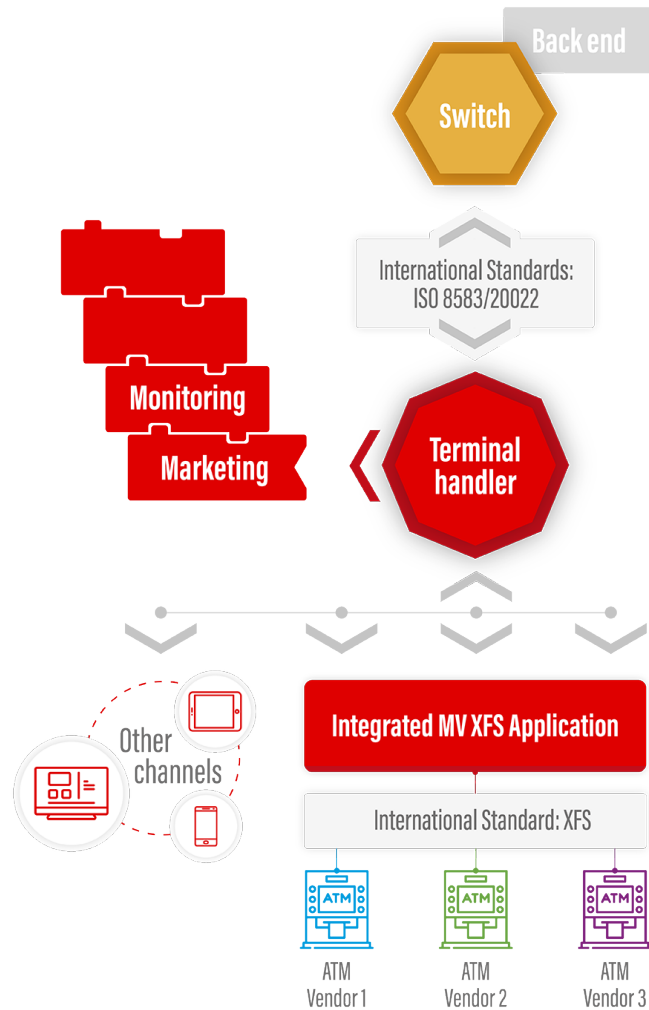 Back end
Switch
International Standards:
ISO 8583/20022
Monitoring
Marketing
Terminal
handler
Other
channels
Integrated MV XFS Application
International Standard: XFS
ATM
ATM
ATM
ATM
Vendor 1
ATM
Vendor 2
ATM
Vendor 3